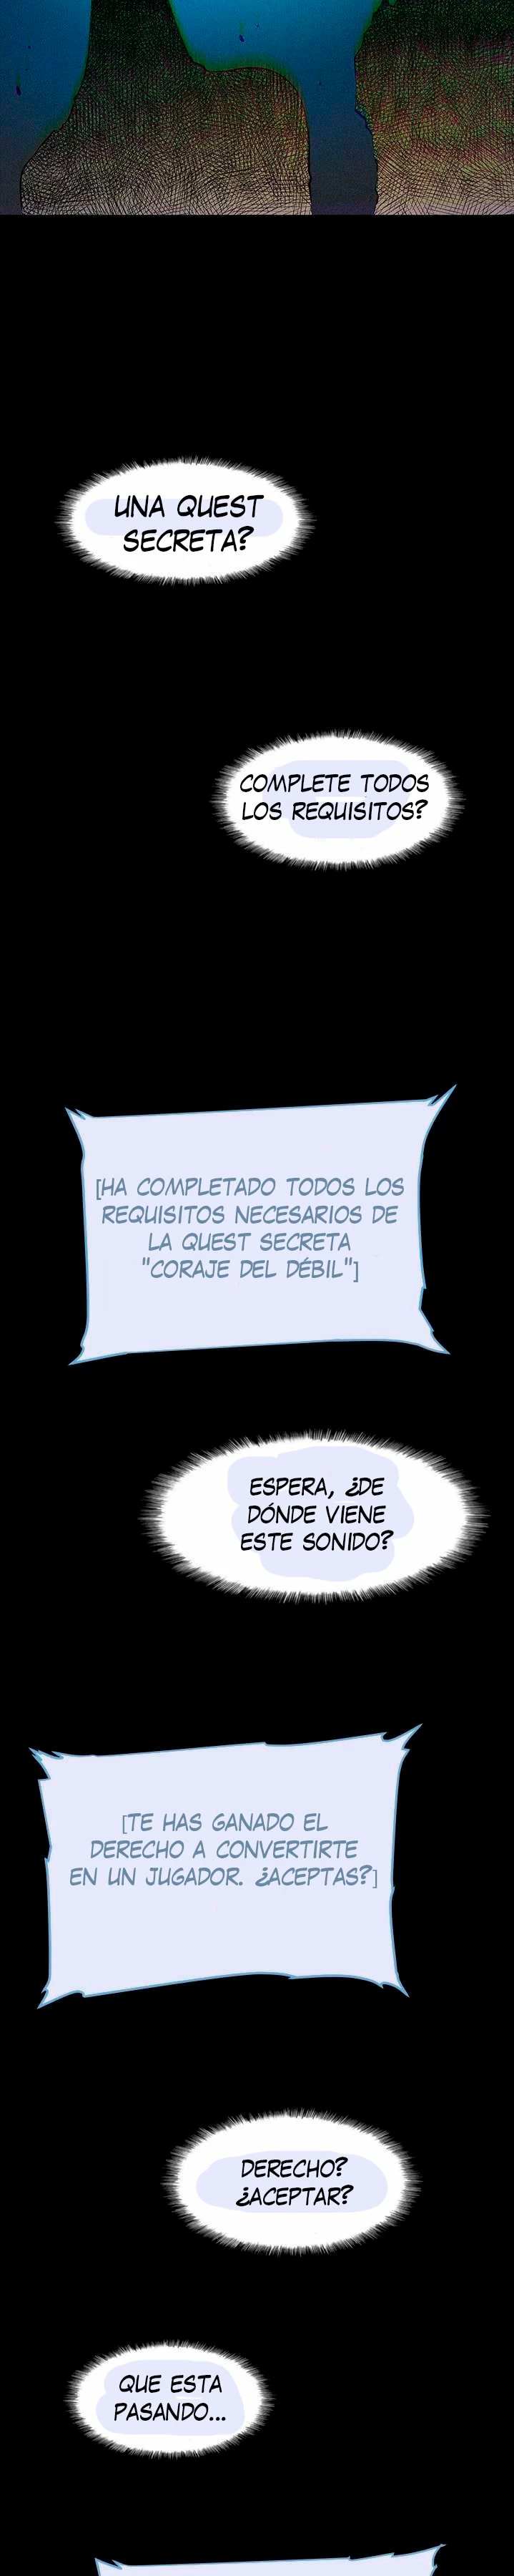 UNA QUEST
SECRETA?
COMPLETE TODOS
LOS REQUISITOS?
[HA COMPLETADO TODOS LOS
REQUISITOS NECESARIOS DE
LA QUEST SECRETA
"CORAJE DEL DÉBIL"]
ESPERA, ¿DE
DÓNDE VIENE
ESTE SONIDO?
[TE HAS GANADO EL
DERECHO A CONVERTIRTE
EN UN JUGADOR. ¿ACEPTAS?]
DERECHO?
¿ACEPTAR?
QUE ESTA
PASANDO...